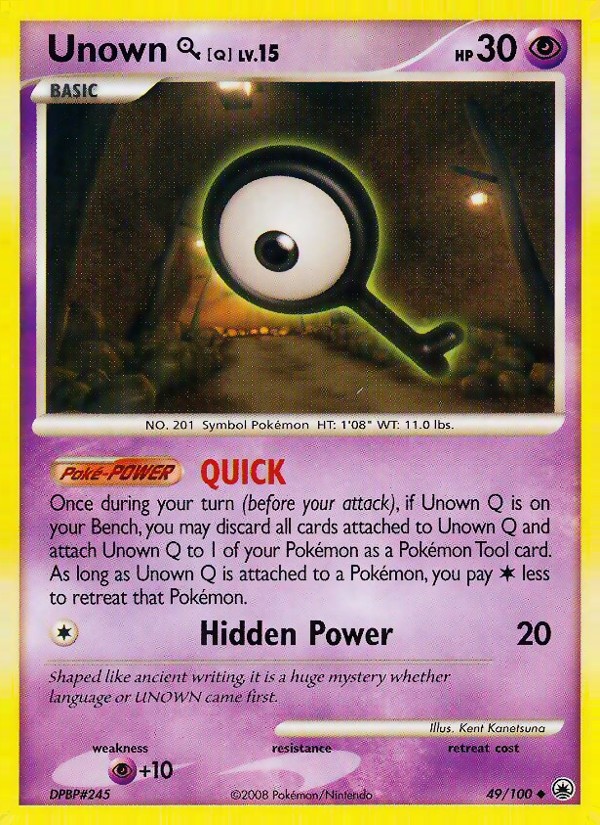 Unown [Q] LV.15 HP 30
BASIC
NO. 201 Symbol Pokémon HT: 1'08" WT: 11.0 lbs.
Poké-POWER QUICK
Once during your turn (before your attack), if Unown Q is on
your Bench, you may discard all cards attached to Unown Q and
attach Unown Q to 1 of your Pokémon as a Pokémon Tool card.
As long as Unown Q is attached to a Pokémon, you pay less
to retreat that Pokémon.
Hidden Power 20
Shaped like ancient writing, it is a huge mystery whether
language or UNOWN came first.
Illus. Kent Kanetsuna
weakness resistance retreat cost
+10
DPBP#245 ©2008 Pokémon/Nintendo 49/100